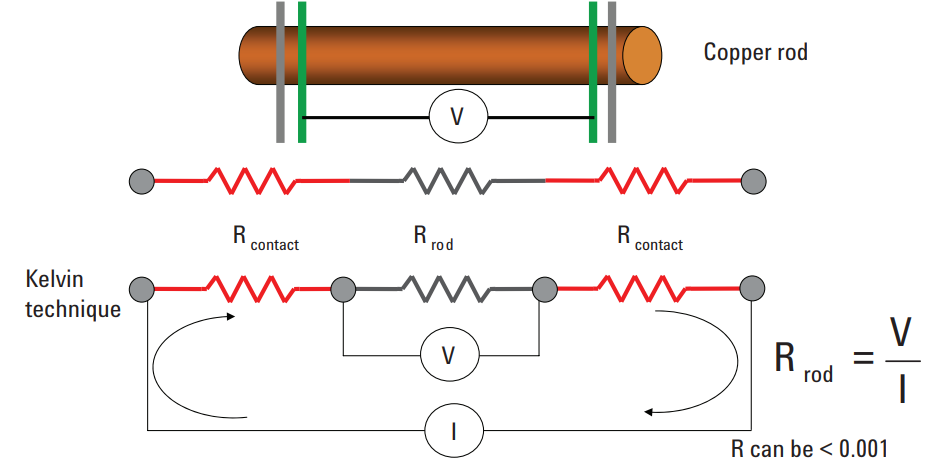 Copper rod
V
R contact
R rod
R contact
Kelvin
technique
V
R rod = V / I
I
R can be < 0.001